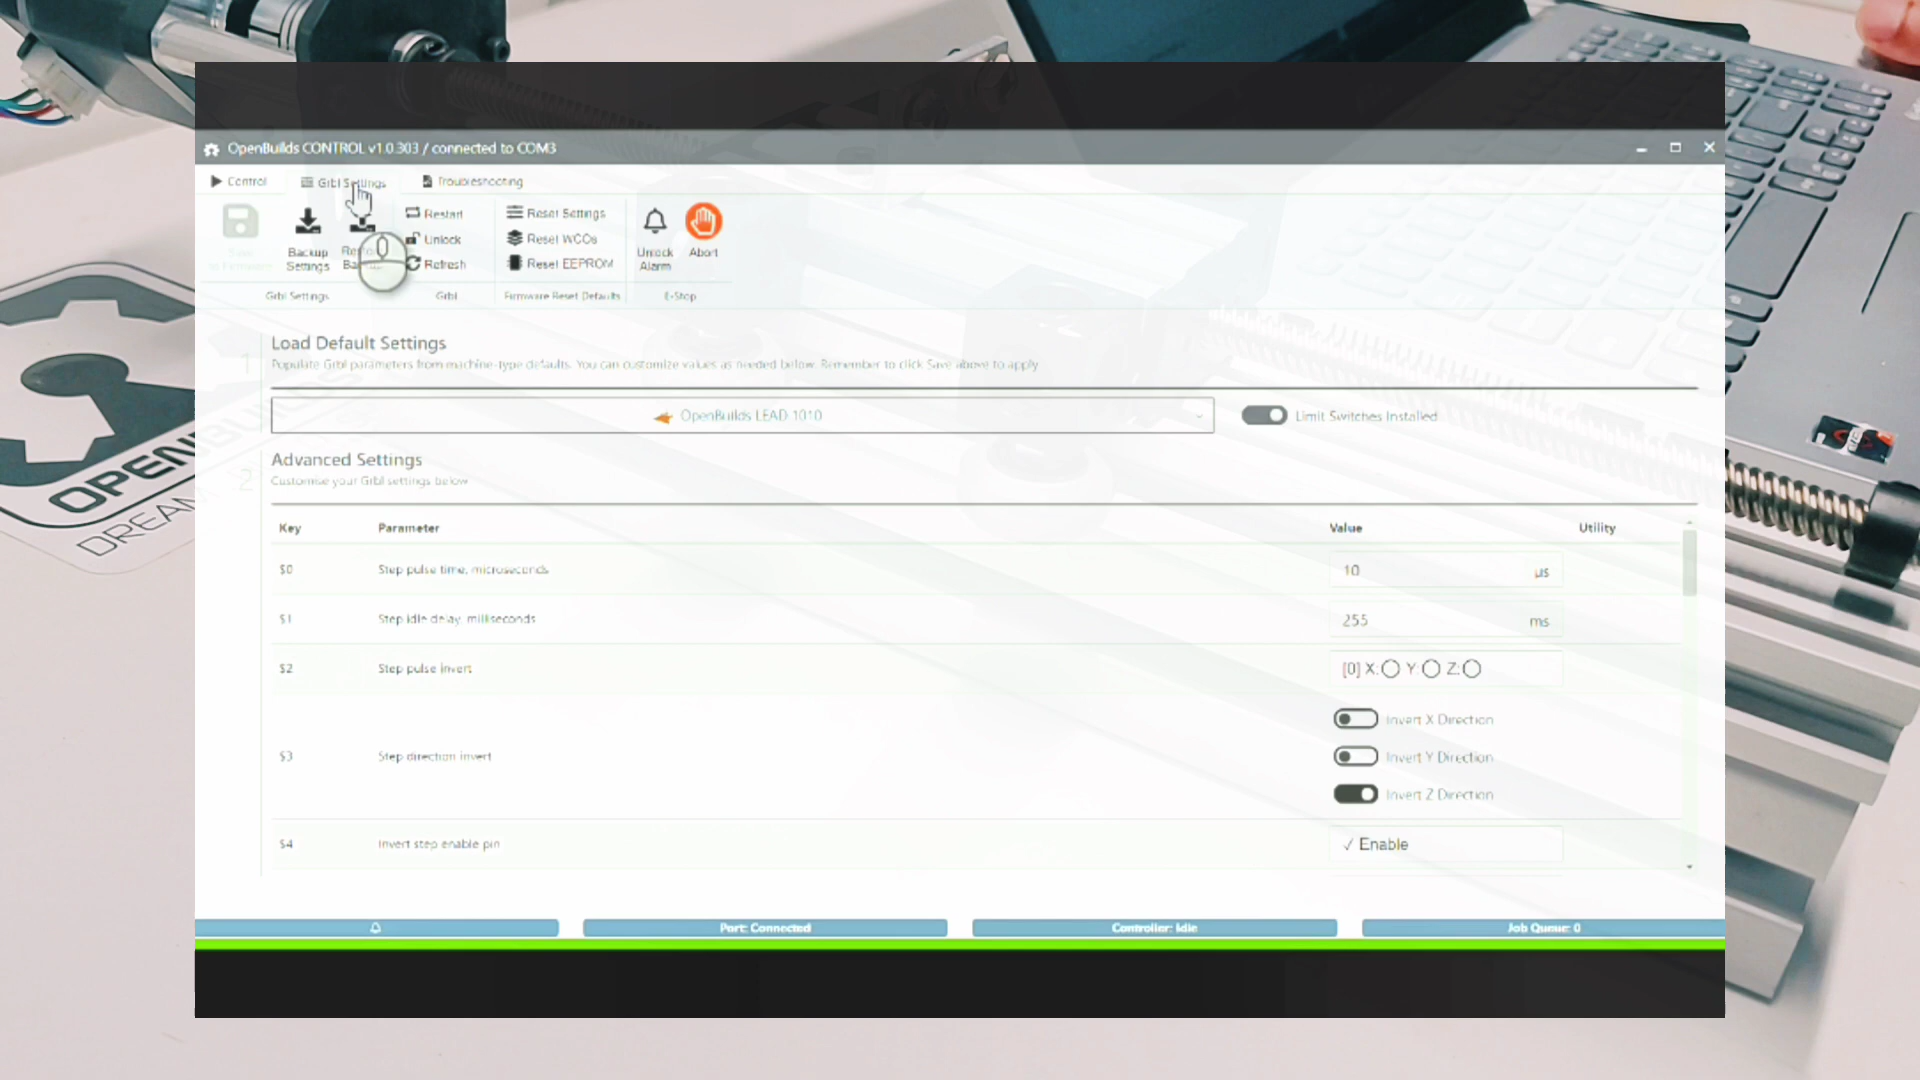 OpenBuilds CONTROL v1.0.303 / connected to COM3
Control
Grbl Settings
Troubleshooting
Backup Settings
Restart
Unlock
Refresh
Reset Settings
Reset WCOs
Reset EEPROM
Unlock Alarm
Abort
Grbl Settings
Grbl
Firmware Reset Defaults
E-Stop
1
Load Default Settings
Populate Grbl parameters from machine-type defaults. You can customize values as needed below. Remember to click Save above to apply
OpenBuilds LEAD 1010
Limit Switches Installed
2
Advanced Settings
Customise your Grbl settings below
Key Parameter Value Utility
$0 Step pulse time, microseconds 10 µs
$1 Step idle delay, milliseconds 255 ms
$2 Step pulse invert [0] X: Y: Z:
Invert X Direction
$3 Step direction invert Invert Y Direction
Invert Z Direction
$4 Invert step enable pin ✓ Enable
Port: Connected
Controller: Idle
Job Queue: 0
OPENBUILDS